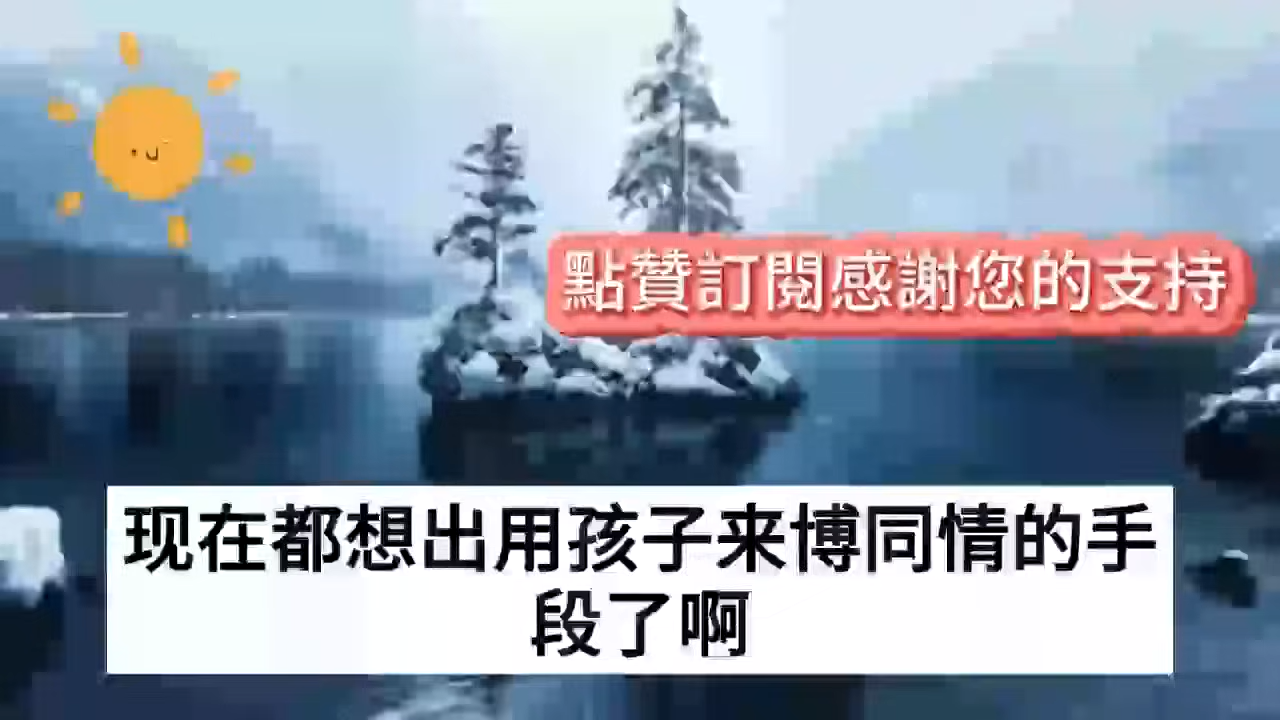 點贊訂閱感謝您的支持
现在都想出用孩子来博同情的手
段了啊